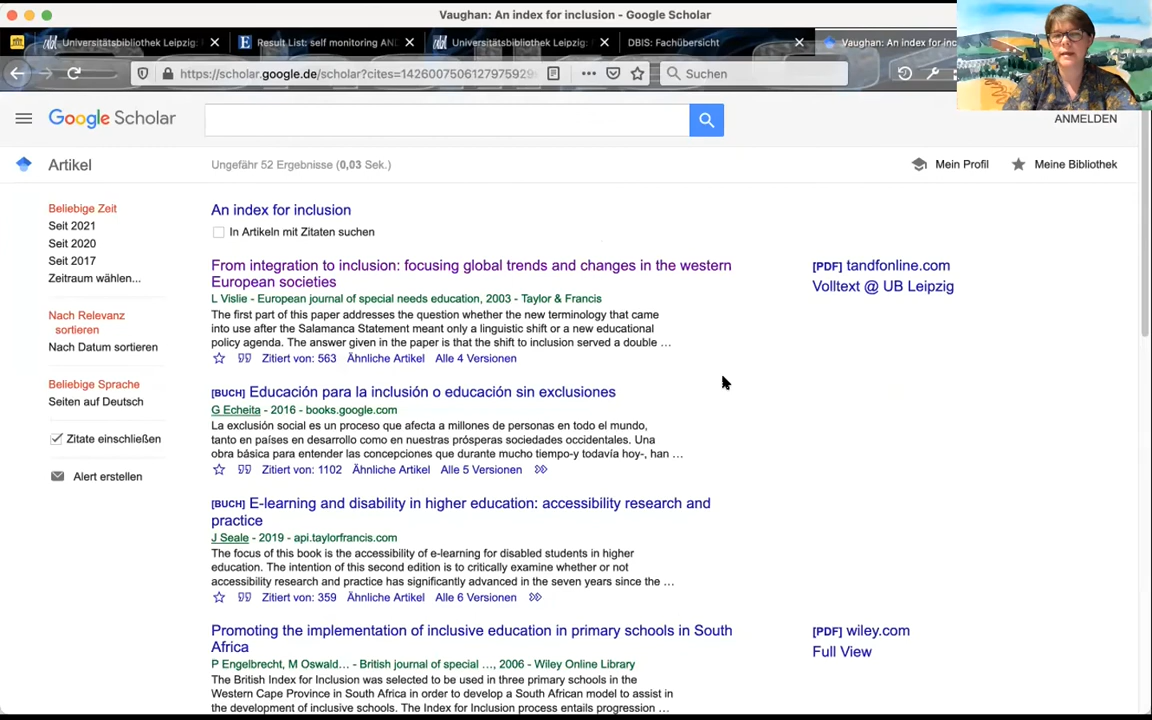 Vaughan: An index for inclusion - Google Scholar
Universitätsbibliothek Leipzig:
Result List: self monitoring AND
Universitätsbibliothek Leipzig:
DBIS: Fachübersicht
Vaughan: An index for inc
https://scholar.google.de/scholar?cites=1426007506127975929
Suchen
Google Scholar
ANMELDEN
Artikel
Ungefähr 52 Ergebnisse (0,03 Sek.)
Mein Profil
Meine Bibliothek
Beliebige Zeit
Seit 2021
Seit 2020
Seit 2017
Zeitraum wählen...
Nach Relevanz
sortieren
Nach Datum sortieren
Beliebige Sprache
Seiten auf Deutsch
Zitate einschließen
Alert erstellen
An index for inclusion
In Artikeln mit Zitaten suchen
From integration to inclusion: focusing global trends and changes in the western
European societies
L Vislie - European journal of special needs education, 2003 - Taylor & Francis
The first part of this paper addresses the question whether the new terminology that came
into use after the Salamanca Statement meant only a linguistic shift or a new educational
policy agenda. The answer given in the paper is that the shift to inclusion served a double ...
Zitiert von: 563 Ähnliche Artikel Alle 4 Versionen
[PDF] tandfonline.com
Volltext @ UB Leipzig
[BUCH] Educación para la inclusión o educación sin exclusiones
G Echeita - 2016 - books.google.com
La exclusión social es un proceso que afecta a millones de personas en todo el mundo,
tanto en países en desarrollo como en nuestras prósperas sociedades occidentales. Una
obra básica para entender las concepciones que durante mucho tiempo-y todavía hoy-, han ...
Zitiert von: 1102 Ähnliche Artikel Alle 5 Versionen
[BUCH] E-learning and disability in higher education: accessibility research and
practice
J Seale - 2019 - api.taylorfrancis.com
The focus of this book is the accessibility of e-learning for disabled students in higher
education. The intention of this second edition is to critically examine whether or not
accessibility research and practice has significantly advanced in the seven years since the ...
Zitiert von: 359 Ähnliche Artikel Alle 6 Versionen
Promoting the implementation of inclusive education in primary schools in South
Africa
P Engelbrecht, M Oswald... - British journal of special ..., 2006 - Wiley Online Library
The British Index for Inclusion was selected to be used in three primary schools in the
Western Cape Province in South Africa in order to develop a South African model to assist in
the development of inclusive schools. The Index for Inclusion process entails progression ...
[PDF] wiley.com
Full View